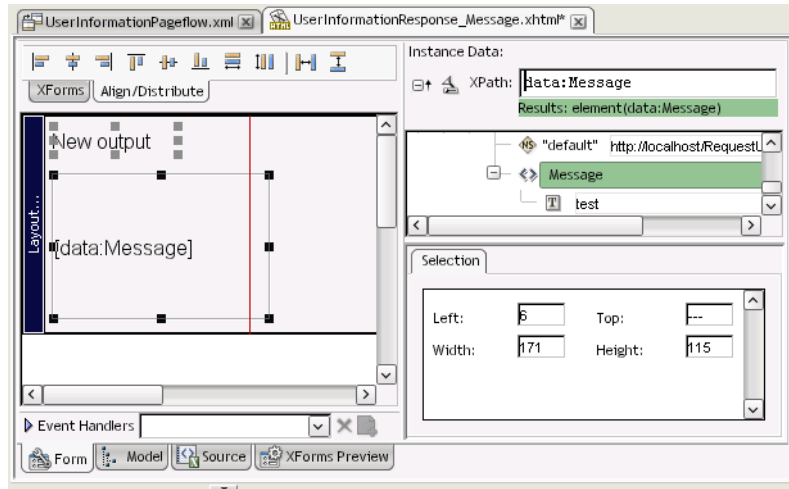 UserInformationPageflow.xml
UserInformationResponse_Message.xhtml*
XForms
Align/Distribute
Layout...
New output
[data:Message]
Event Handlers
Form
Model
Source
XForms Preview
Instance Data:
XPath: data:Message
Results: element(data:Message)
NS "default" http://localhost/RequestU
Message
T test
Selection
Left: 6 Top: ---
Width: 171 Height: 115